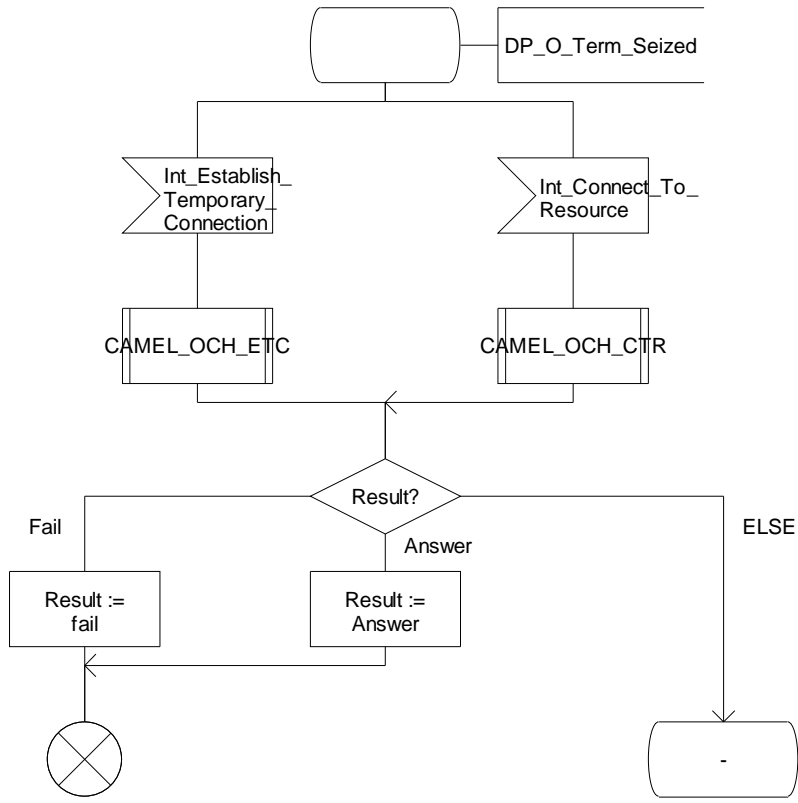 DP_O_Term_Seized
Int_Establish_
Temporary_
Connection
Int_Connect_To_
Resource
CAMEL_OCH_ETC
CAMEL_OCH_CTR
Result?
Fail
Answer
ELSE
Result :=
fail
Result :=
Answer
-